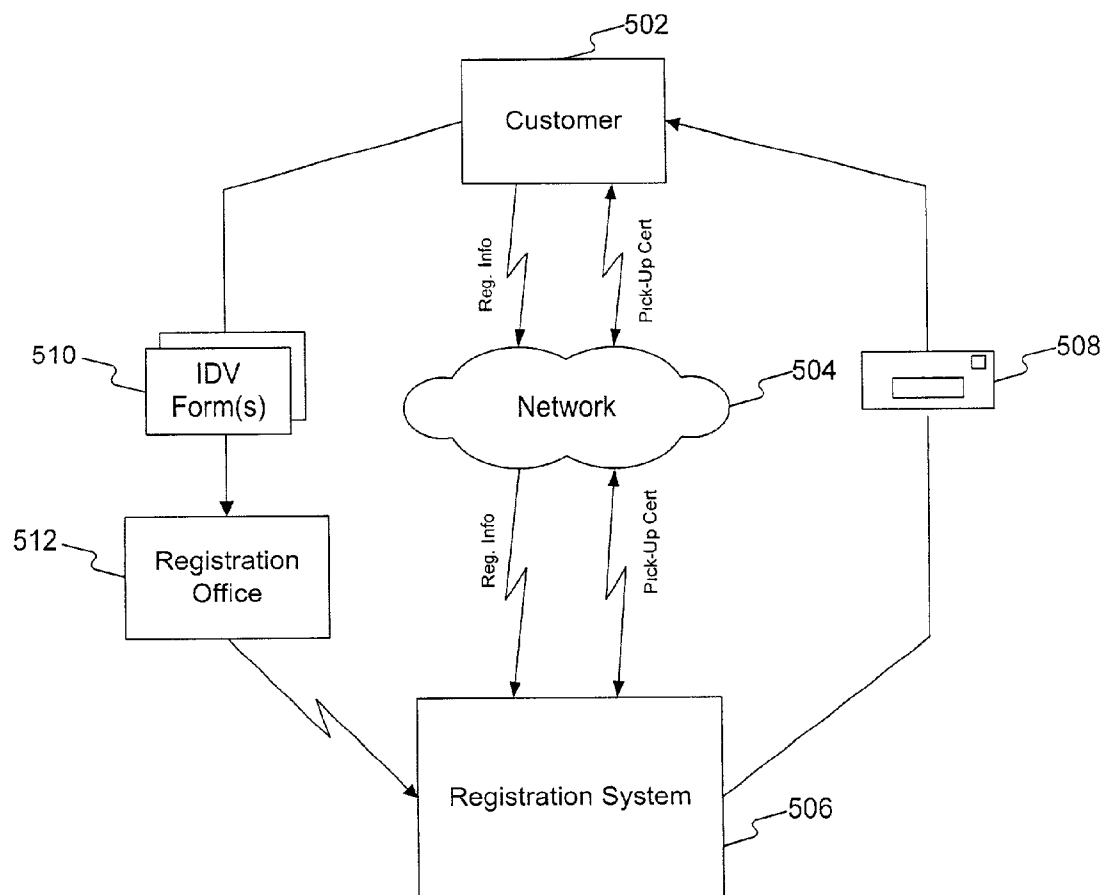 502
Customer
Reg. Info
Pick-Up Cert
510
IDV
Form(s)
504
508
Network
512
Registration
Office
Reg. Info
Pick-Up Cert
Registration System
506